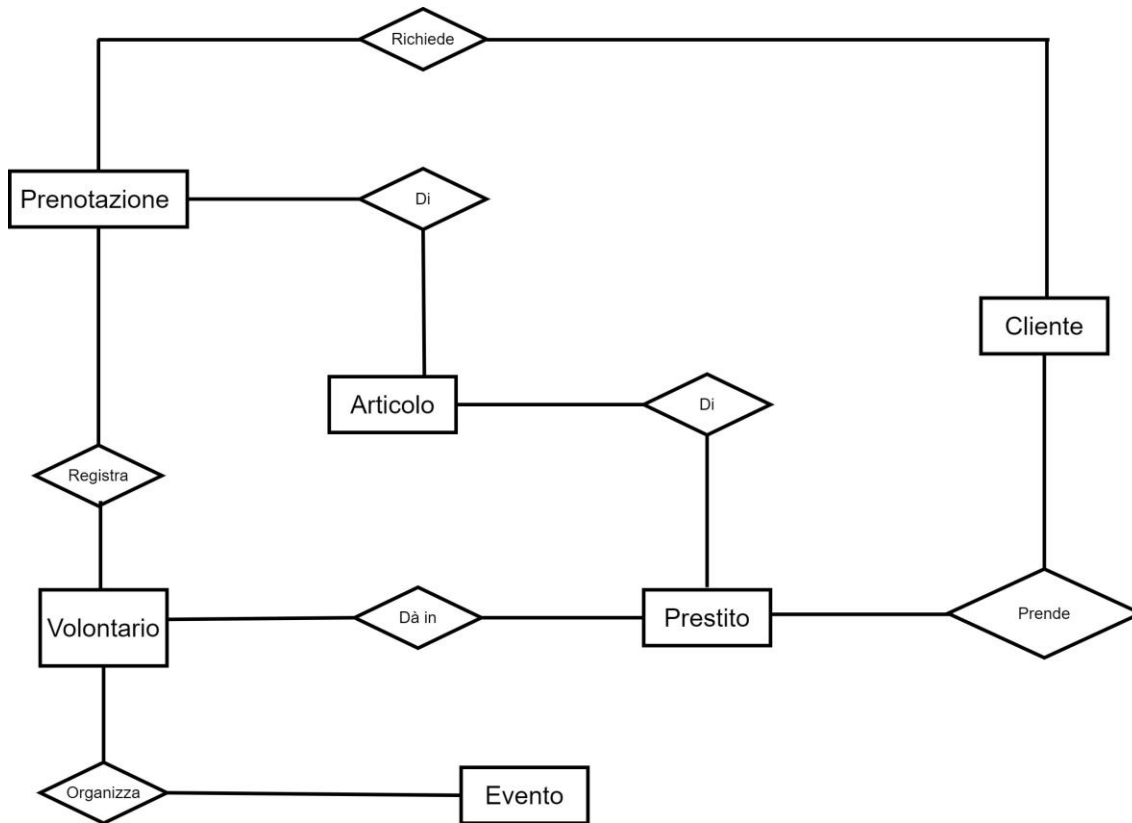 Richiede
Prenotazione
Di
Cliente
Articolo
Di
Registra
Volontario
Dà in
Prestito
Prende
Organizza
Evento